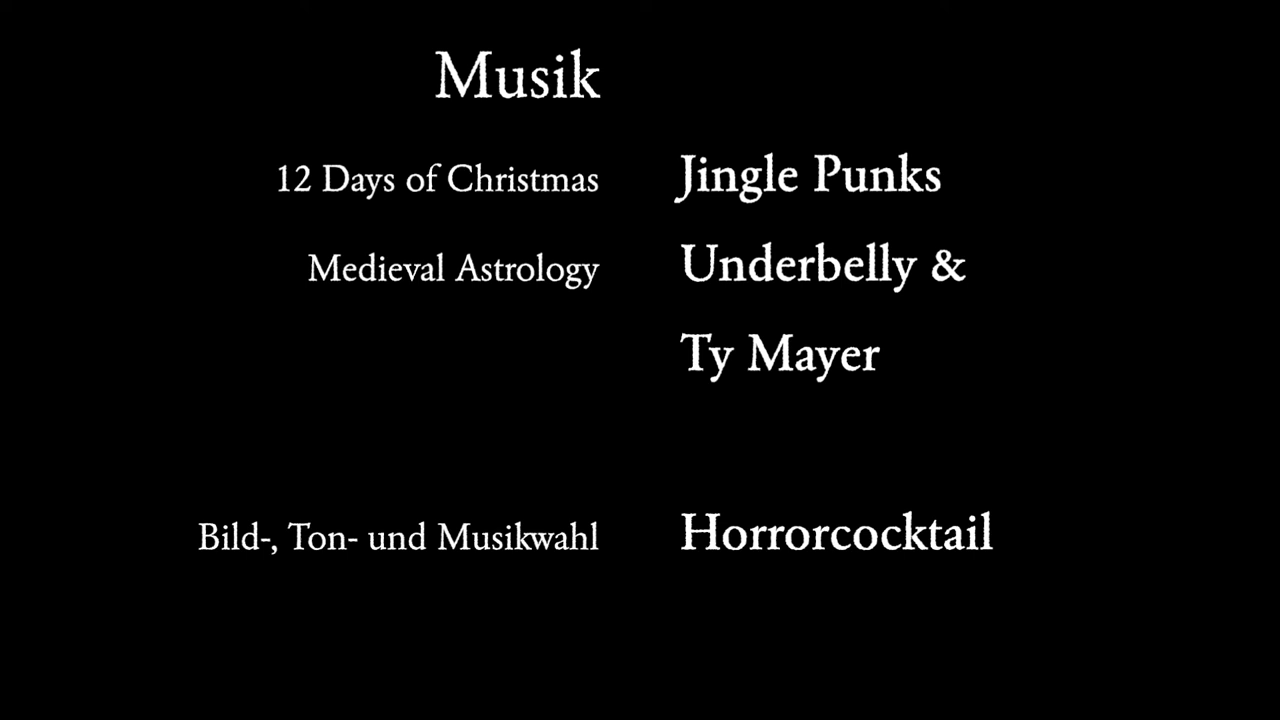 Musik
12 Days of Christmas Jingle Punks
Medieval Astrology Underbelly &
Ty Mayer
Bild-, Ton- und Musikwahl Horrorcocktail